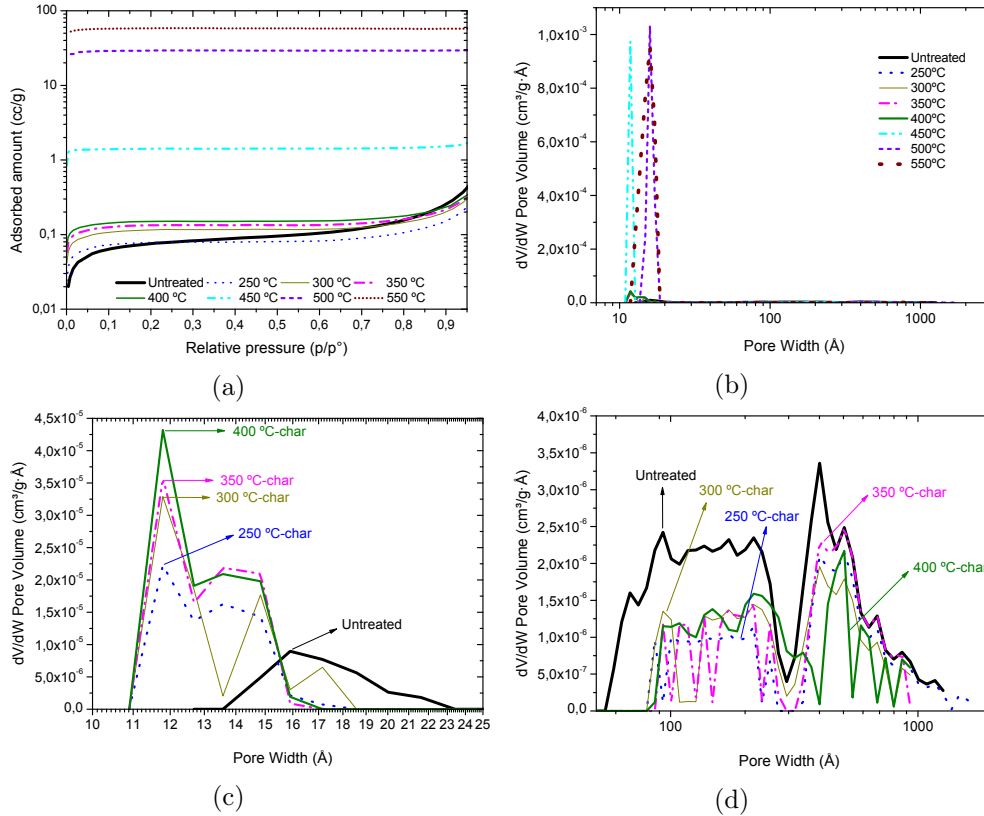 100
10
1
0,1
0,01
Adsorbed amount (cc/g)
Untreated 250 ºC 300 ºC 350 ºC
400 ºC 450 ºC 500 ºC 550 ºC
0,0 0,1 0,2 0,3 0,4 0,5 0,6 0,7 0,8 0,9
Relative pressure (p/p°)
(a)
1,0x10⁻³
8,0x10⁻⁴
6,0x10⁻⁴
4,0x10⁻⁴
2,0x10⁻⁴
0,0
dV/dW Pore Volume (cm³/g·Å)
Untreated
250ºC
300ºC
350ºC
400ºC
450ºC
500ºC
550ºC
10 100 1000
Pore Width (Å)
(b)
4,5x10⁻⁵
4,0x10⁻⁵
3,5x10⁻⁵
3,0x10⁻⁵
2,5x10⁻⁵
2,0x10⁻⁵
1,5x10⁻⁵
1,0x10⁻⁵
5,0x10⁻⁶
0,0
dV/dW Pore Volume (cm³/g·Å)
400 ºC-char
350 ºC-char
300 ºC-char
250 ºC-char
Untreated
10 11 12 13 14 15 16 17 18 19 20 21 22 23 24 25
Pore Width (Å)
(c)
4,0x10⁻⁶
3,5x10⁻⁶
3,0x10⁻⁶
2,5x10⁻⁶
2,0x10⁻⁶
1,5x10⁻⁶
1,0x10⁻⁶
5,0x10⁻⁷
0,0
dV/dW Pore Volume (cm³/g·Å)
Untreated
300 ºC-char
250 ºC-char
350 ºC-char
400 ºC-char
100 1000
Pore Width (Å)
(d)